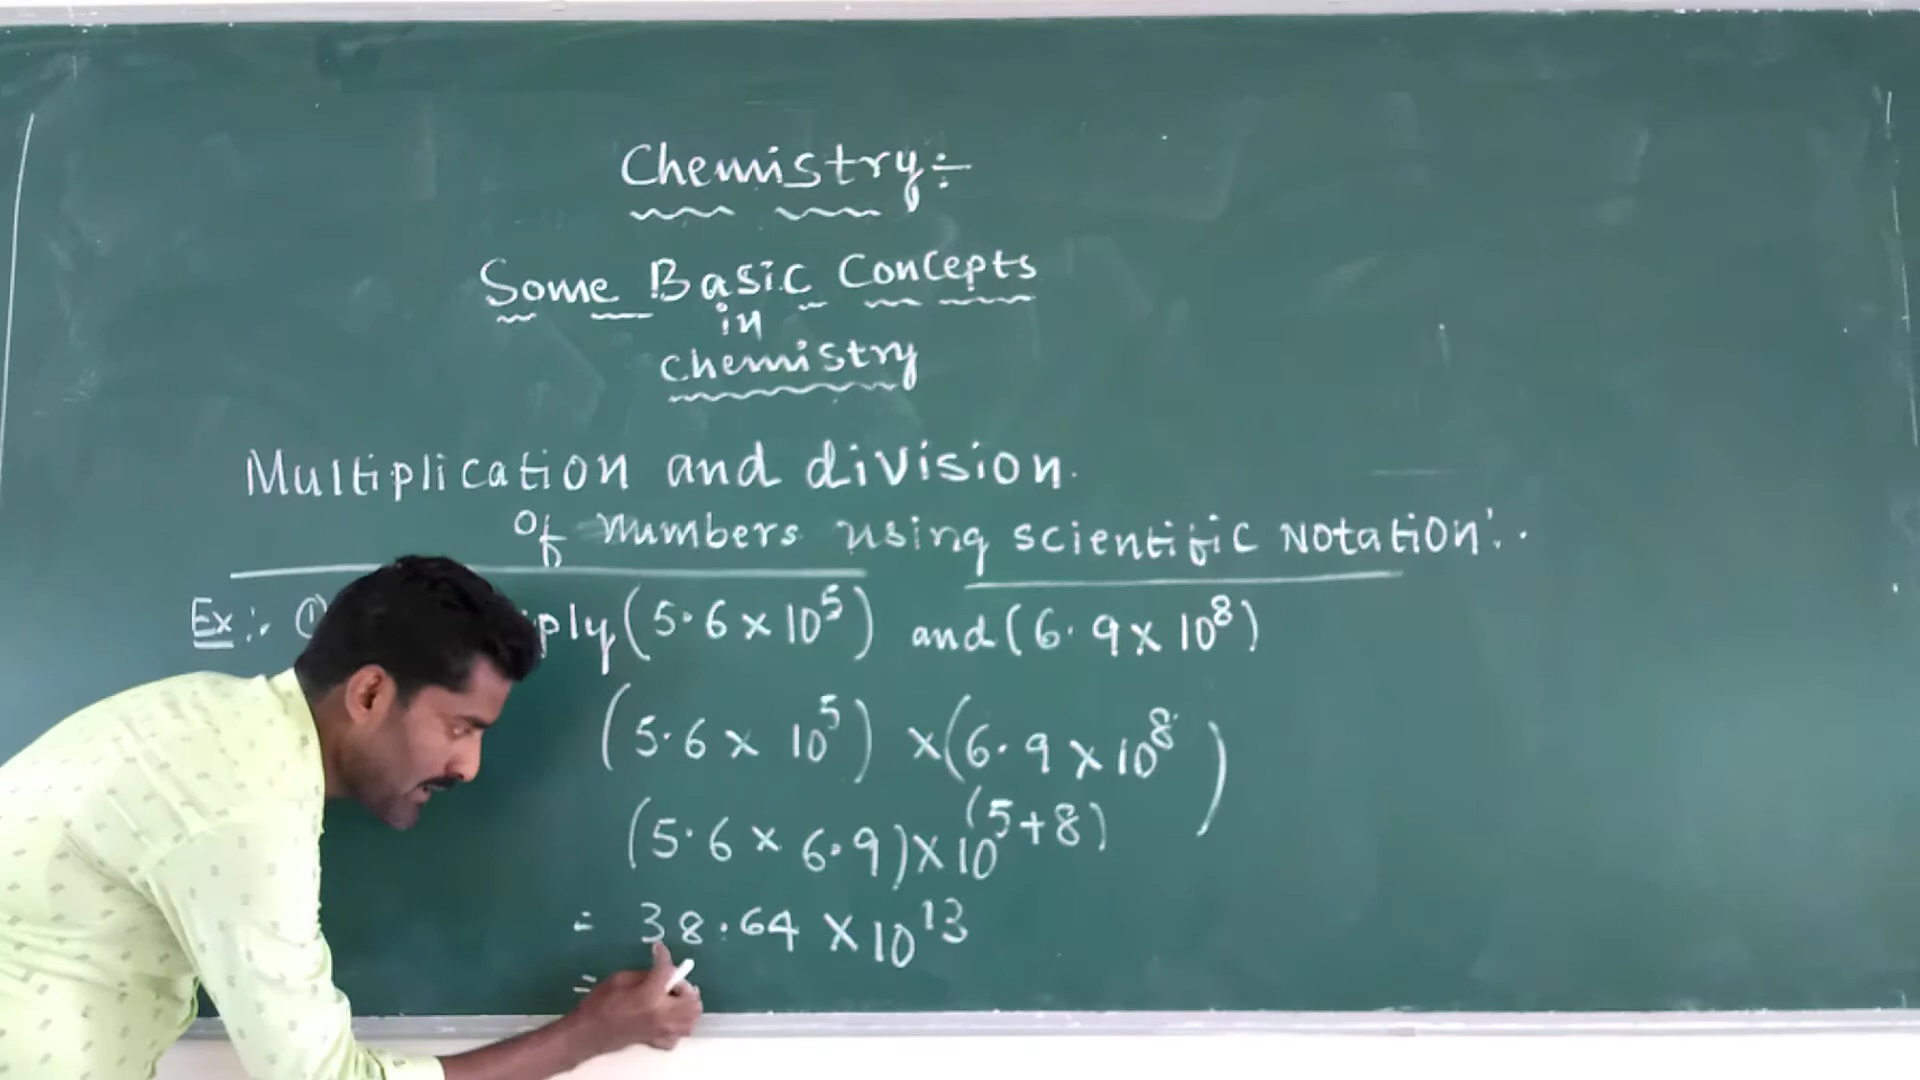 Chemistry÷
Some Basic Concepts
in
chemistry
Multiplication and division.
of numbers using scientific notation:.
Ex:. ① ply (5.6 x 10⁵) and (6.9 x 10⁸)
(5.6 x 10⁵) x (6.9 x 10⁸)
(5.6 x 6.9) x 10⁽⁵⁺⁸⁾
= 38.64 x 10¹³
=